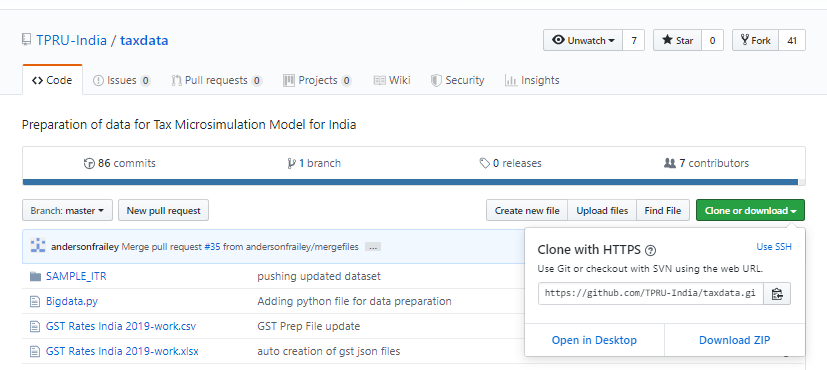 TPRU-India / taxdata
Unwatch 7 Star 0 Fork 41
Code Issues 0 Pull requests 0 Projects 0 Wiki Security Insights
Preparation of data for Tax Microsimulation Model for India
86 commits 1 branch 0 releases 7 contributors
Branch: master New pull request Create new file Upload files Find File Clone or download
andersonfrailey Merge pull request #35 from andersonfrailey/mergefiles ...
SAMPLE_ITR pushing updated dataset
Bigdata.py Adding python file for data preparation
GST Rates India 2019-work.csv GST Prep File update
GST Rates India 2019-work.xlsx auto creation of gst json files
Clone with HTTPS Use SSH
Use Git or checkout with SVN using the web URL.
https://github.com/TPRU-India/taxdata.gi
Open in Desktop Download ZIP